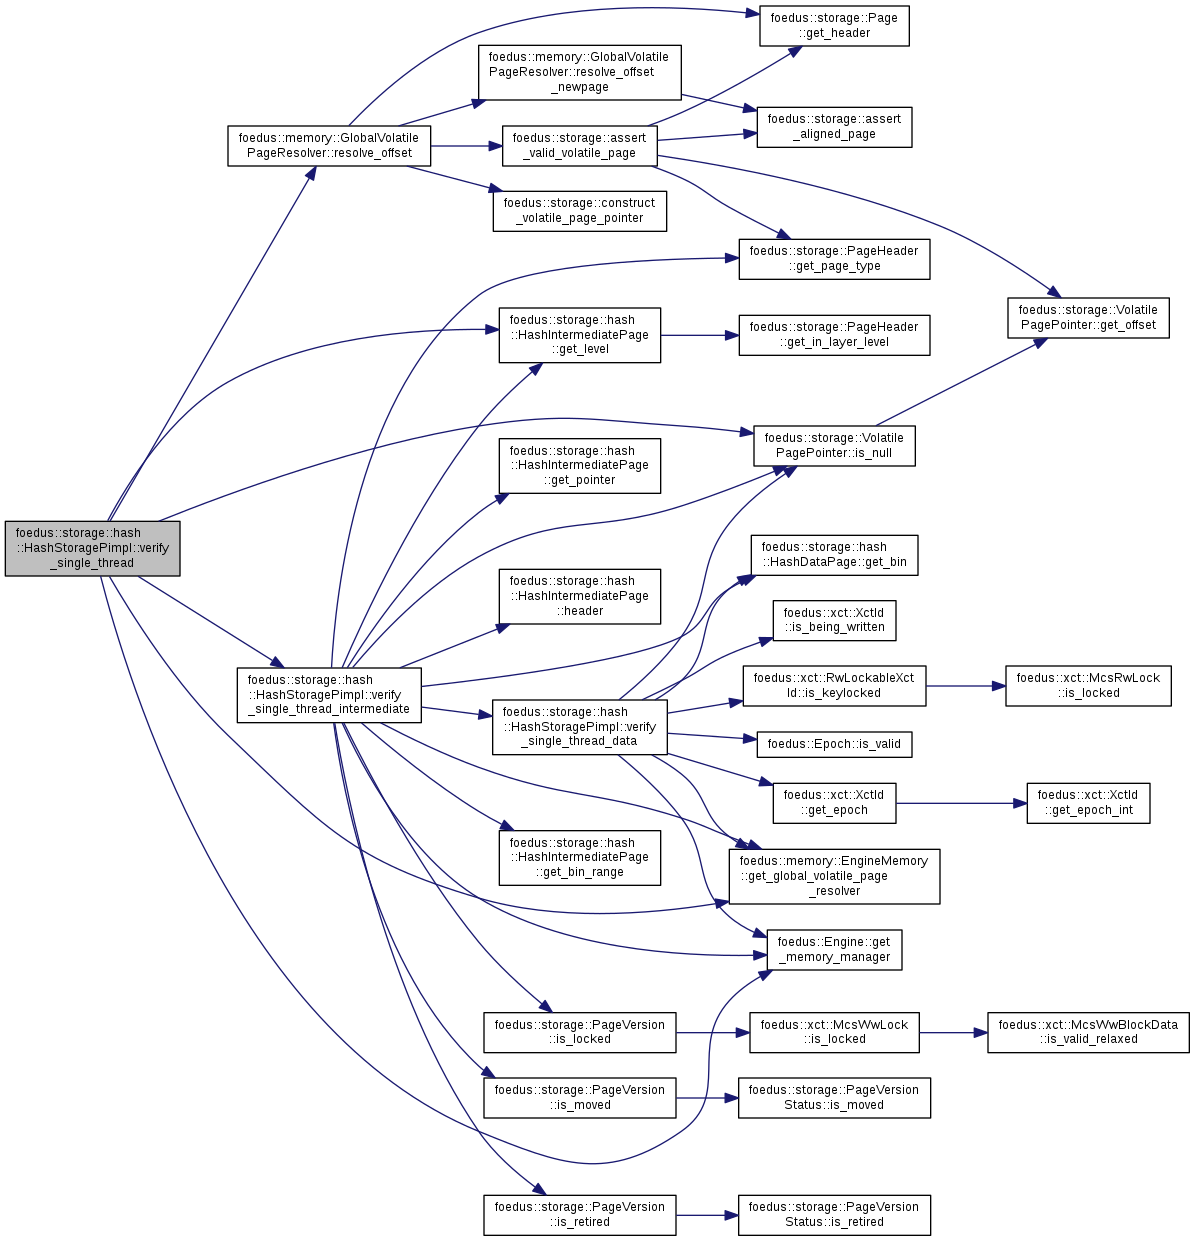 foedus::storage::Page
::get_header
foedus::memory::GlobalVolatile
PageResolver::resolve_offset
_newpage
foedus::storage::assert
_aligned_page
foedus::memory::GlobalVolatile
PageResolver::resolve_offset
foedus::storage::assert
_valid_volatile_page
foedus::storage::construct
_volatile_page_pointer
foedus::storage::PageHeader
::get_page_type
foedus::storage::Volatile
PagePointer::get_offset
foedus::storage::hash
::HashIntermediatePage
::get_level
foedus::storage::PageHeader
::get_in_layer_level
foedus::storage::Volatile
PagePointer::is_null
foedus::storage::hash
::HashIntermediatePage
::get_pointer
foedus::storage::hash
::HashStoragePimpl::verify
_single_thread
foedus::storage::hash
::HashDataPage::get_bin
foedus::storage::hash
::HashIntermediatePage
::header
foedus::xct::XctId
::is_being_written
foedus::storage::hash
::HashStoragePimpl::verify
_single_thread_intermediate
foedus::xct::RwLockableXct
Id::is_keylocked
foedus::xct::McsRwLock
::is_locked
foedus::storage::hash
::HashStoragePimpl::verify
_single_thread_data
foedus::Epoch::is_valid
foedus::xct::XctId
::get_epoch
foedus::xct::XctId
::get_epoch_int
foedus::storage::hash
::HashIntermediatePage
::get_bin_range
foedus::memory::EngineMemory
::get_global_volatile_page
_resolver
foedus::Engine::get
_memory_manager
foedus::storage::PageVersion
::is_locked
foedus::xct::McsWwLock
::is_locked
foedus::xct::McsWwBlockData
::is_valid_relaxed
foedus::storage::PageVersion
::is_moved
foedus::storage::PageVersion
Status::is_moved
foedus::storage::PageVersion
::is_retired
foedus::storage::PageVersion
Status::is_retired